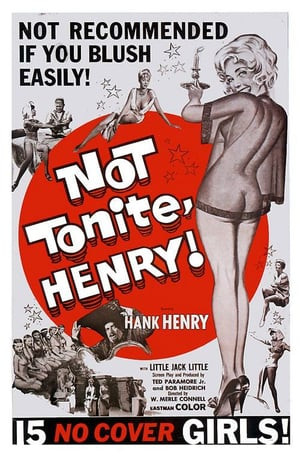 NOT RECOMMENDED
IF YOU BLUSH
EASILY!
NOT
TONITE,
HENRY!
HANK HENRY
WITH LITTLE JACK LITTLE
Screen Play and Produced by
TED PARAMORE Jr.
and BOB HEIDRICH
Directed by
W. MERLE CONNELL
EASTMAN COLOR
15 NO COVER GIRLS!